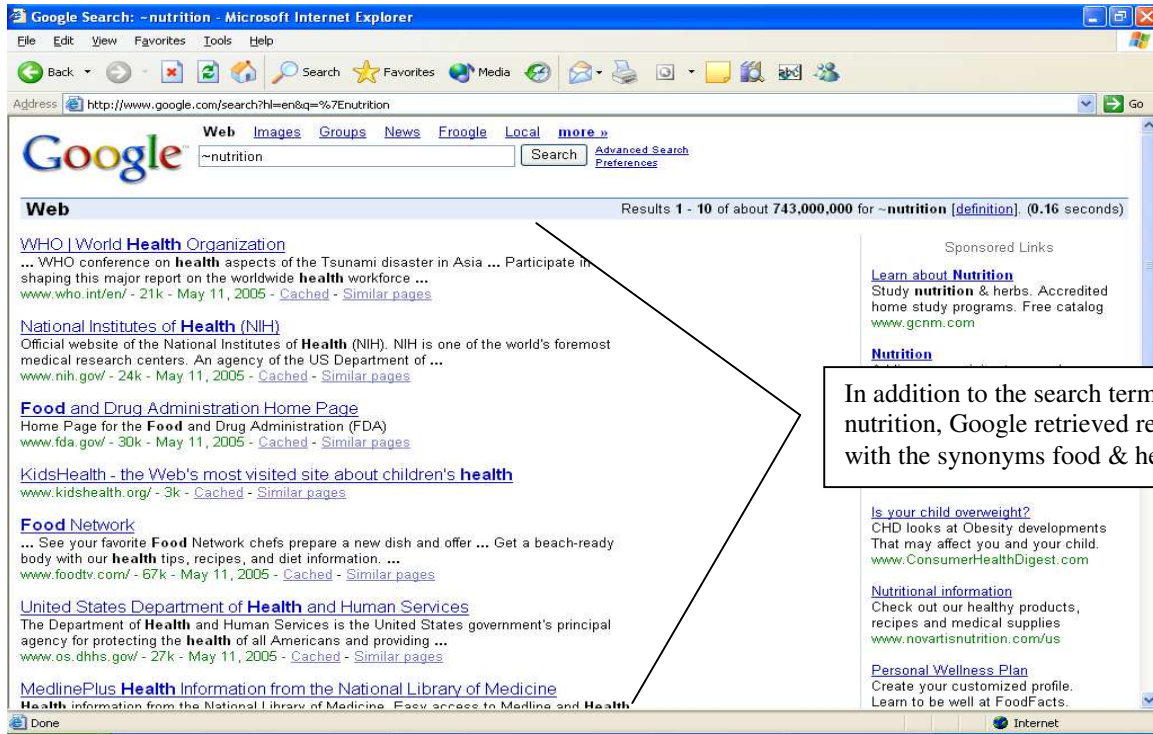 Google Search: ~nutrition - Microsoft Internet Explorer
File Edit View Favorites Tools Help
Back Search Favorites Media
Address http://www.google.com/search?hl=en&q=%7Enutrition Go
Web Images Groups News Froogle Local more »
Google ~nutrition Search Advanced Search
Preferences
Web Results 1 - 10 of about 743,000,000 for ~nutrition [definition]. (0.16 seconds)
WHO | World Health Organization
... WHO conference on health aspects of the Tsunami disaster in Asia ... Participate in
shaping this major report on the worldwide health workforce ...
www.who.int/en/ - 21k - May 11, 2005 - Cached - Similar pages
National Institutes of Health (NIH)
Official website of the National Institutes of Health (NIH). NIH is one of the world's foremost
medical research centers. An agency of the US Department of ...
www.nih.gov/ - 24k - May 11, 2005 - Cached - Similar pages
Food and Drug Administration Home Page
Home Page for the Food and Drug Administration (FDA)
www.fda.gov/ - 30k - May 11, 2005 - Cached - Similar pages
KidsHealth - the Web's most visited site about children's health
www.kidshealth.org/ - 3k - Cached - Similar pages
Food Network
... See your favorite Food Network chefs prepare a new dish and offer ... Get a beach-ready
body with our health tips, recipes, and diet information. ...
www.foodtv.com/ - 67k - May 11, 2005 - Cached - Similar pages
United States Department of Health and Human Services
The Department of Health and Human Services is the United States government's principal
agency for protecting the health of all Americans and providing ...
www.os.dhhs.gov/ - 27k - May 11, 2005 - Cached - Similar pages
MedlinePlus Health Information from the National Library of Medicine
Health information from the National Library of Medicine. Easy access to Medline and Health
Sponsored Links
Learn about Nutrition
Study nutrition & herbs. Accredited
home study programs. Free catalog
www.gcnm.com
Nutrition
In addition to the search term
nutrition, Google retrieved re
with the synonyms food & he
Is your child overweight?
CHD looks at Obesity developments
That may affect you and your child.
www.ConsumerHealthDigest.com
Nutritional information
Check out our healthy products,
recipes and medical supplies
www.novartisnutrition.com/us
Personal Wellness Plan
Create your customized profile.
Learn to be well at FoodFacts.
Done Internet